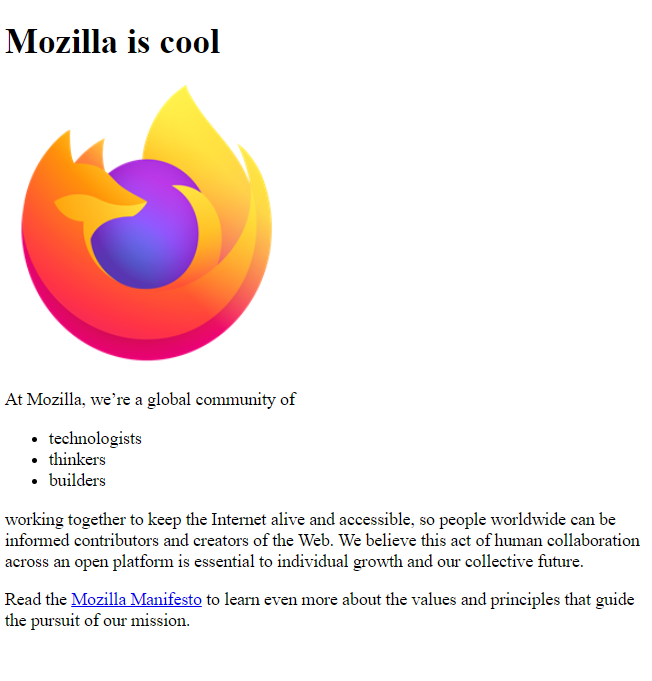 Mozilla is cool
At Mozilla, we’re a global community of
• technologists
• thinkers
• builders
working together to keep the Internet alive and accessible, so people worldwide can be
informed contributors and creators of the Web. We believe this act of human collaboration
across an open platform is essential to individual growth and our collective future.
Read the Mozilla Manifesto to learn even more about the values and principles that guide
the pursuit of our mission.